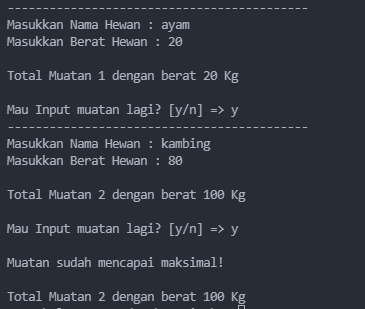 -------------------------------------------
Masukkan Nama Hewan : ayam
Masukkan Berat Hewan : 20
Total Muatan 1 dengan berat 20 Kg
Mau Input muatan lagi? [y/n] => y
-------------------------------------------
Masukkan Nama Hewan : kambing
Masukkan Berat Hewan : 80
Total Muatan 2 dengan berat 100 Kg
Mau Input muatan lagi? [y/n] => y
Muatan sudah mencapai maksimal!
Total Muatan 2 dengan berat 100 Kg